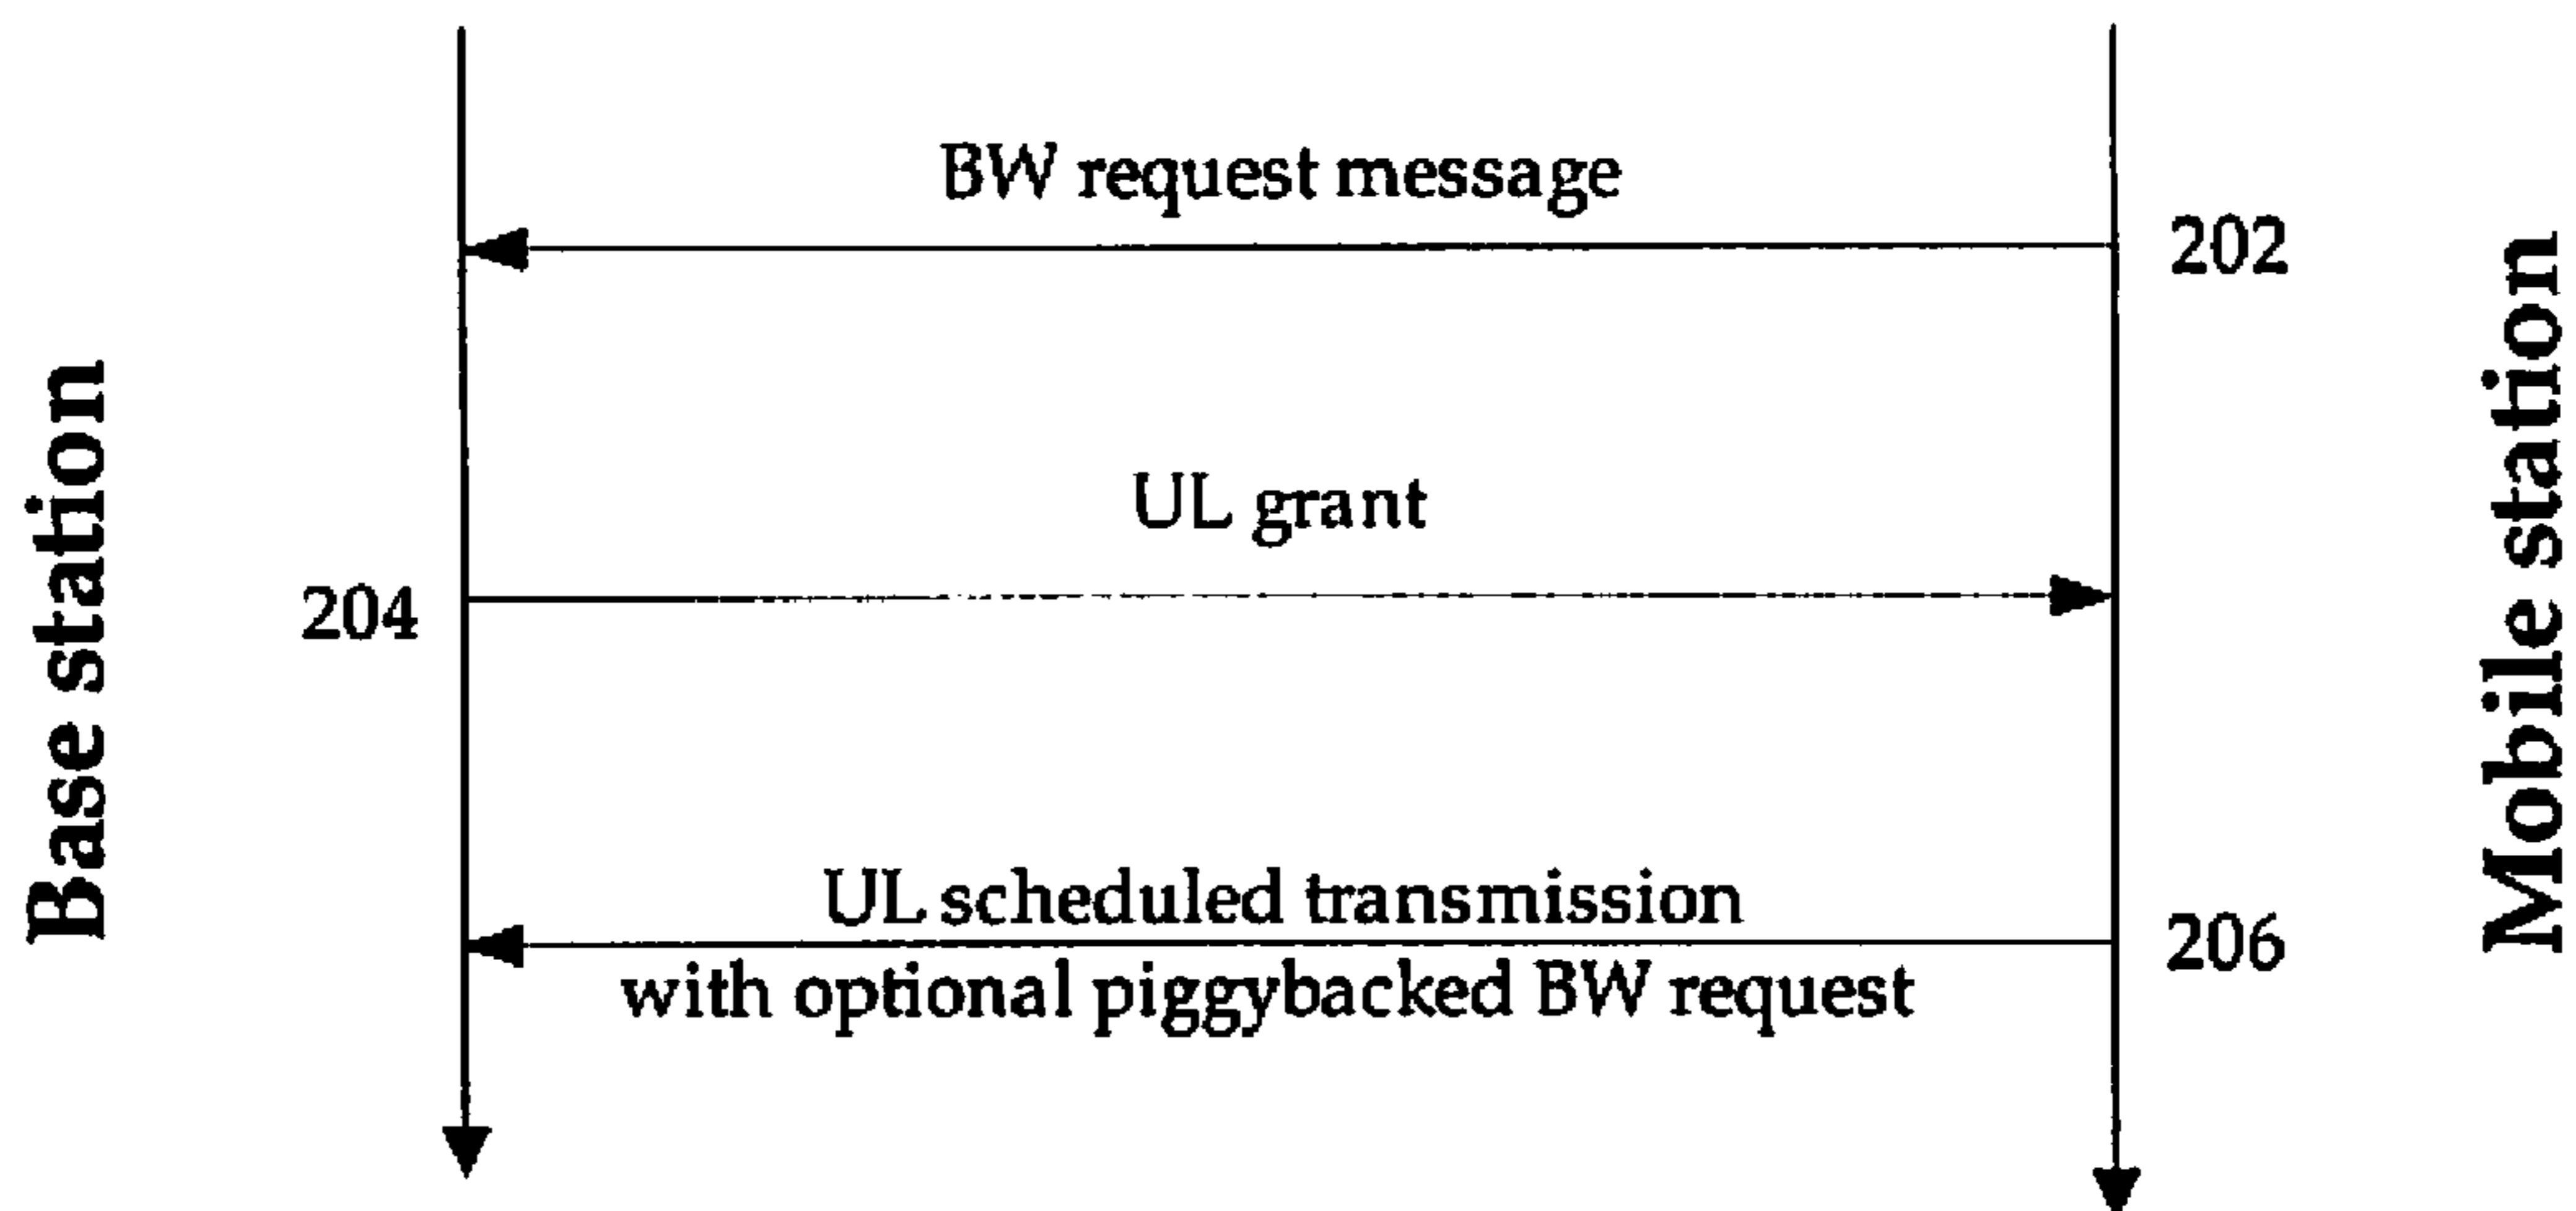 BW request message
202
UL grant
204
UL scheduled transmission
206
with optional piggybacked BW request
Base station
Mobile station